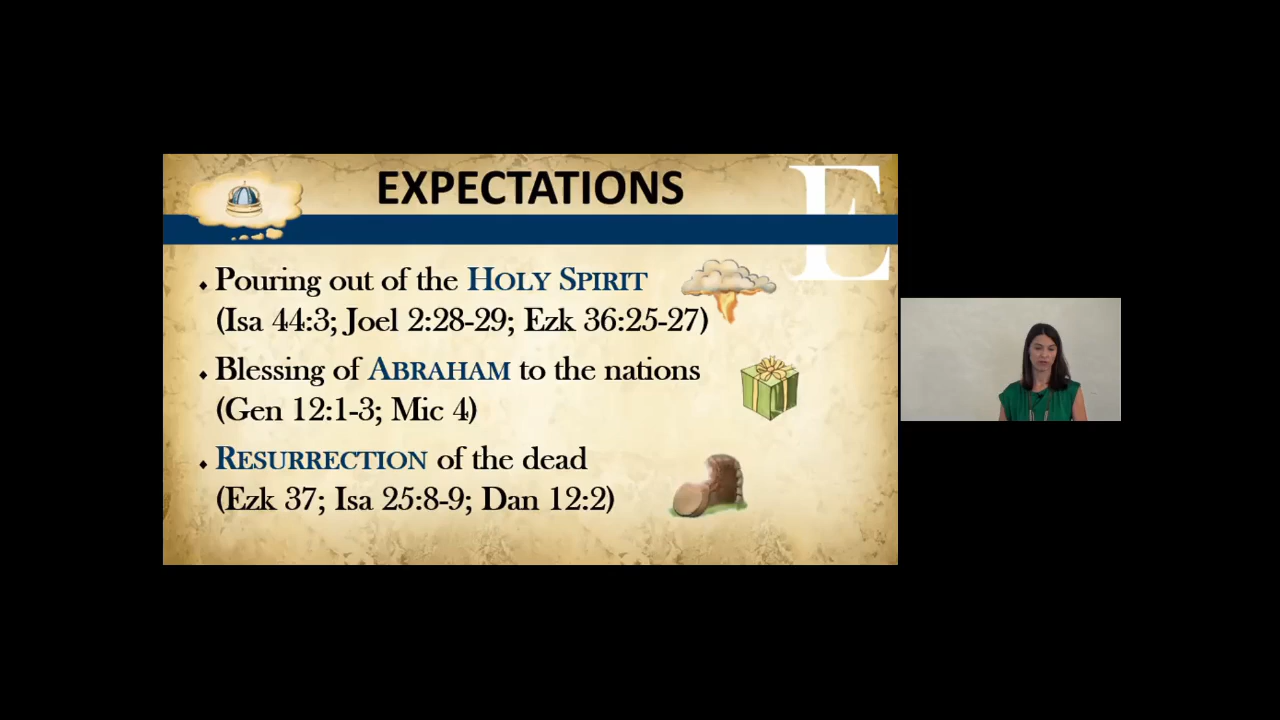 EXPECTATIONS
E
⬩ Pouring out of the HOLY SPIRIT
(Isa 44:3; Joel 2:28-29; Ezk 36:25-27)
⬩ Blessing of ABRAHAM to the nations
(Gen 12:1-3; Mic 4)
⬩ RESURRECTION of the dead
(Ezk 37; Isa 25:8-9; Dan 12:2)